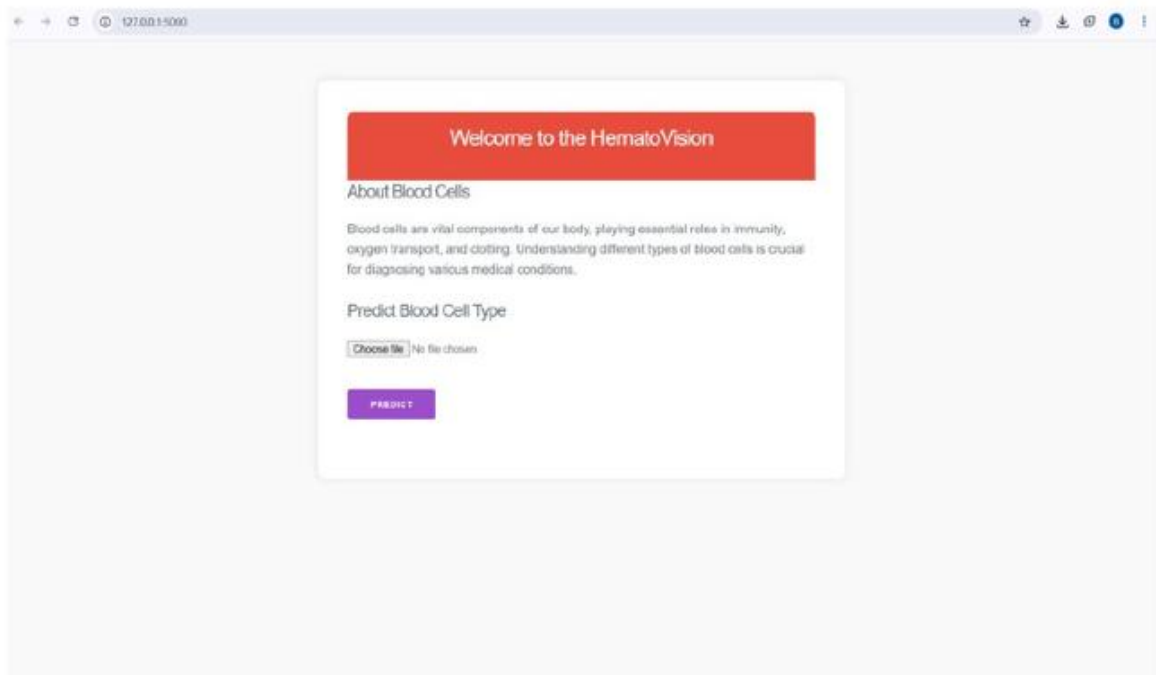 127.0.0.1:5000
Welcome to the HematoVision
About Blood Cells
Blood cells are vital components of our body, playing essential roles in immunity,
oxygen transport, and clotting. Understanding different types of blood cells is crucial
for diagnosing various medical conditions.
Predict Blood Cell Type
Choose file No file chosen
PREDICT